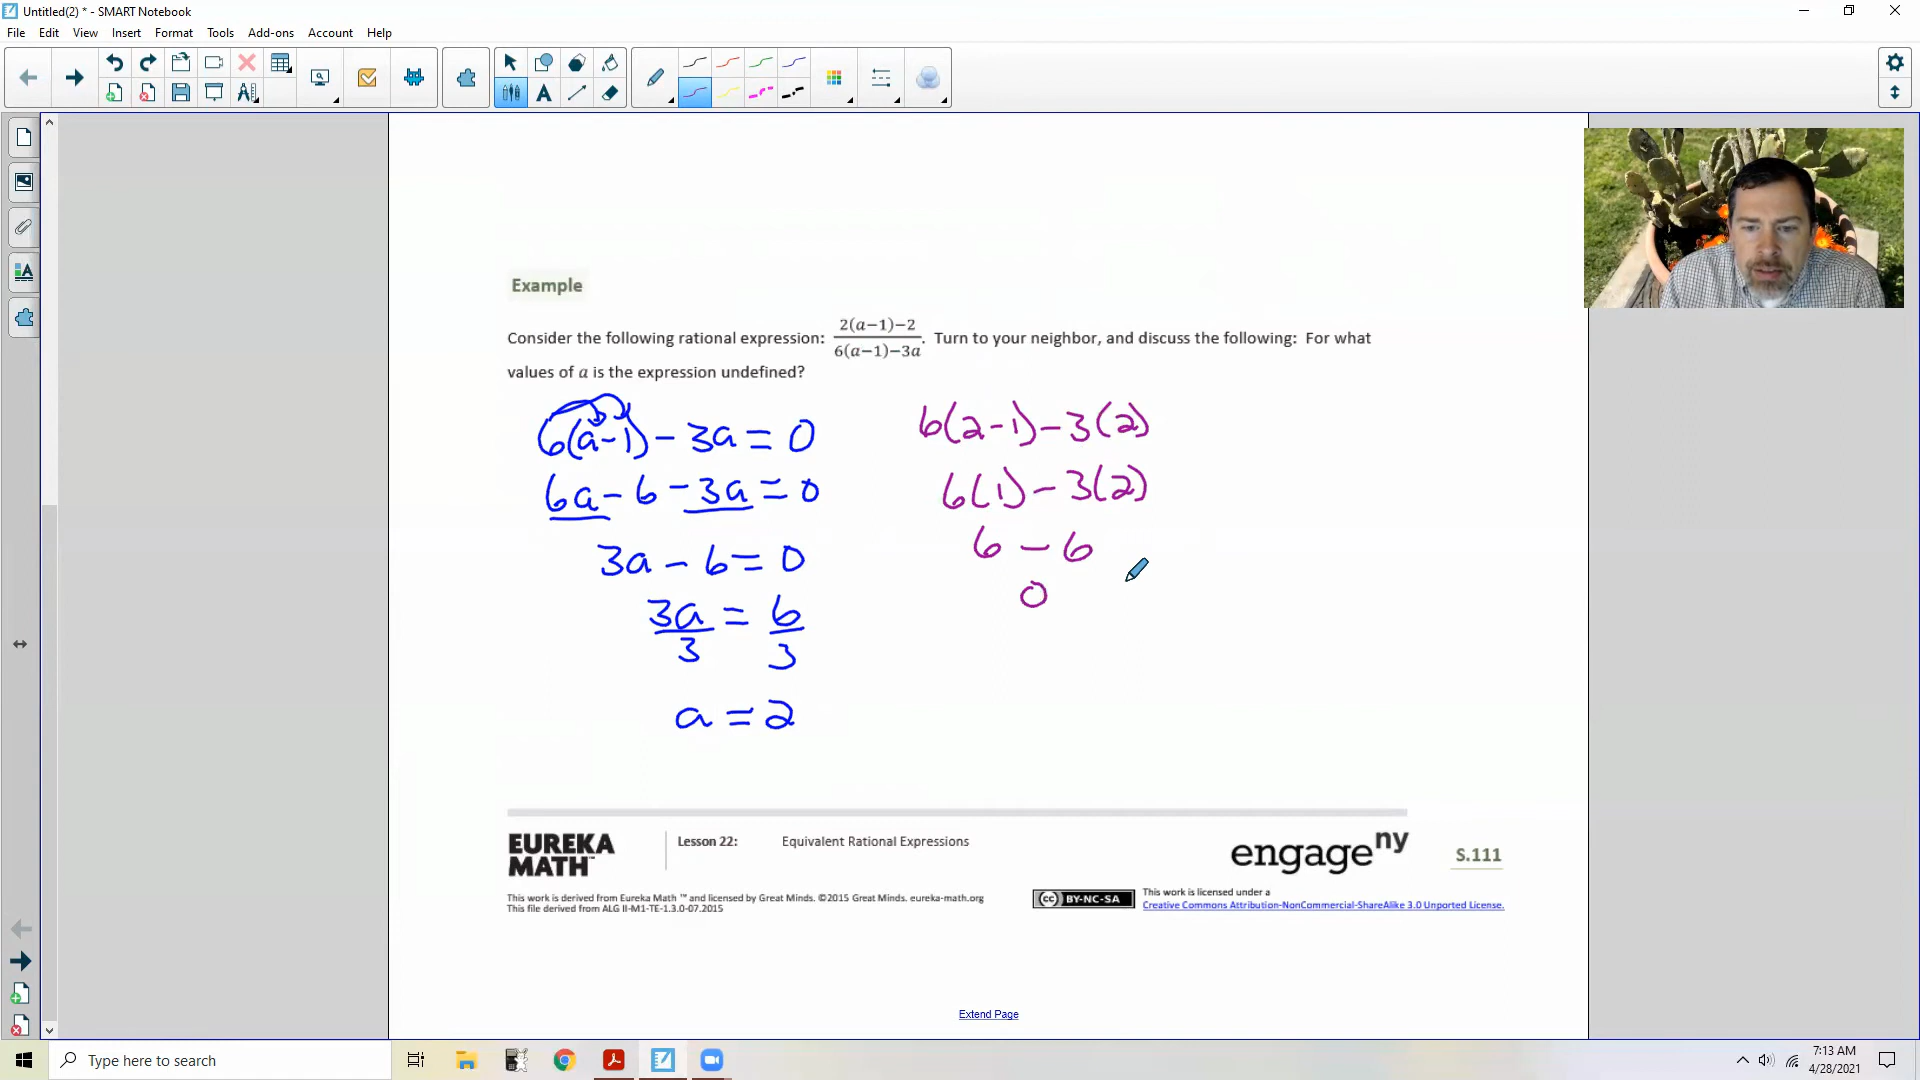 Untitled(2) * - SMART Notebook
File Edit View Insert Format Tools Add-ons Account Help
Example
Consider the following rational expression: 2(a−1)−2 / 6(a−1)−3a. Turn to your neighbor, and discuss the following: For what
values of a is the expression undefined?
6(a-1) - 3a = 0
6a - 6 - 3a = 0
3a - 6 = 0
3a/3 = 6/3
a = 2
6(2-1) - 3(2)
6(1) - 3(2)
6 - 6
0
EUREKA
MATH™
Lesson 22: Equivalent Rational Expressions
engage ny
S.111
This work is derived from Eureka Math ™ and licensed by Great Minds. ©2015 Great Minds. eureka-math.org
This file derived from ALG II-M1-TE-1.3.0-07.2015
CC BY-NC-SA
This work is licensed under a
Creative Commons Attribution-NonCommercial-ShareAlike 3.0 Unported License.
Extend Page
Type here to search
7:13 AM
4/28/2021